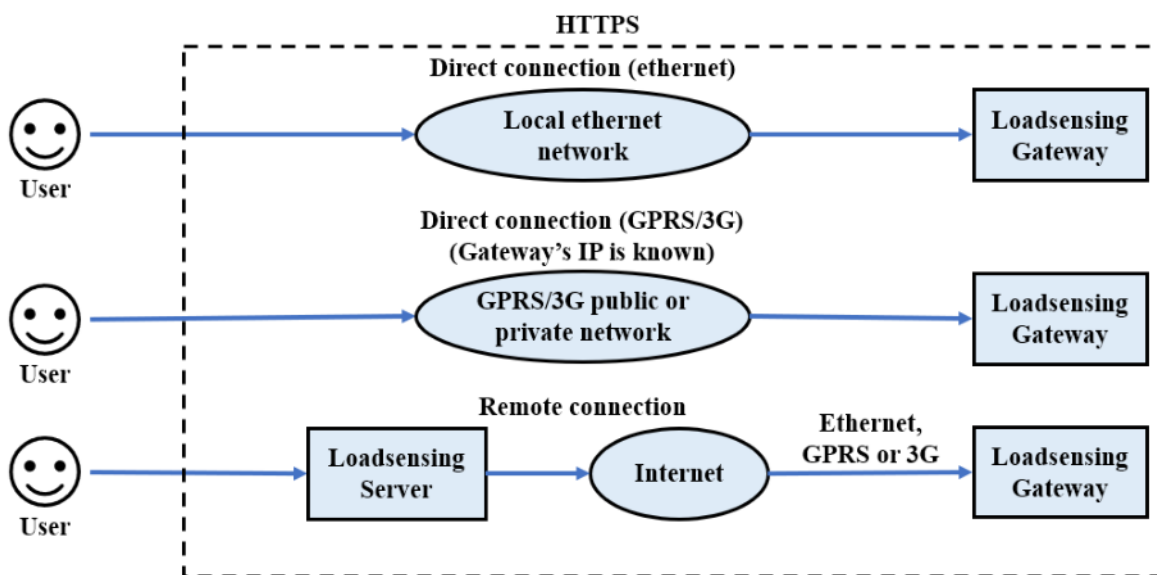 HTTPS
Direct connection (ethernet)
Local ethernet
network
Loadsensing
Gateway
User
Direct connection (GPRS/3G)
(Gateway’s IP is known)
GPRS/3G public or
private network
Loadsensing
Gateway
User
Remote connection
Ethernet,
GPRS or 3G
Loadsensing
Server
Internet
Loadsensing
Gateway
User